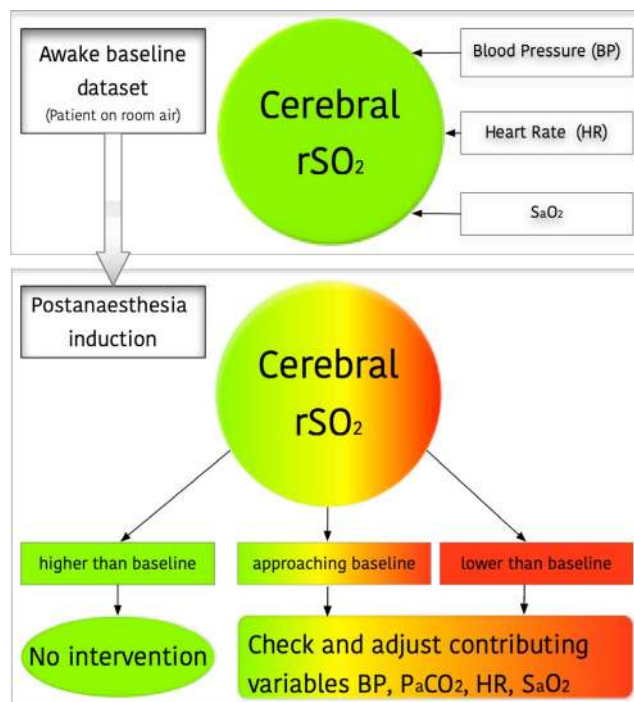 Awake baseline
dataset
(Patient on room air)
Cerebral
rSO₂
Blood Pressure (BP)
Heart Rate (HR)
SaO₂
Postanaesthesia
induction
Cerebral
rSO₂
higher than baseline
approaching baseline
lower than baseline
No intervention
Check and adjust contributing
variables BP, PaCO₂, HR, SaO₂